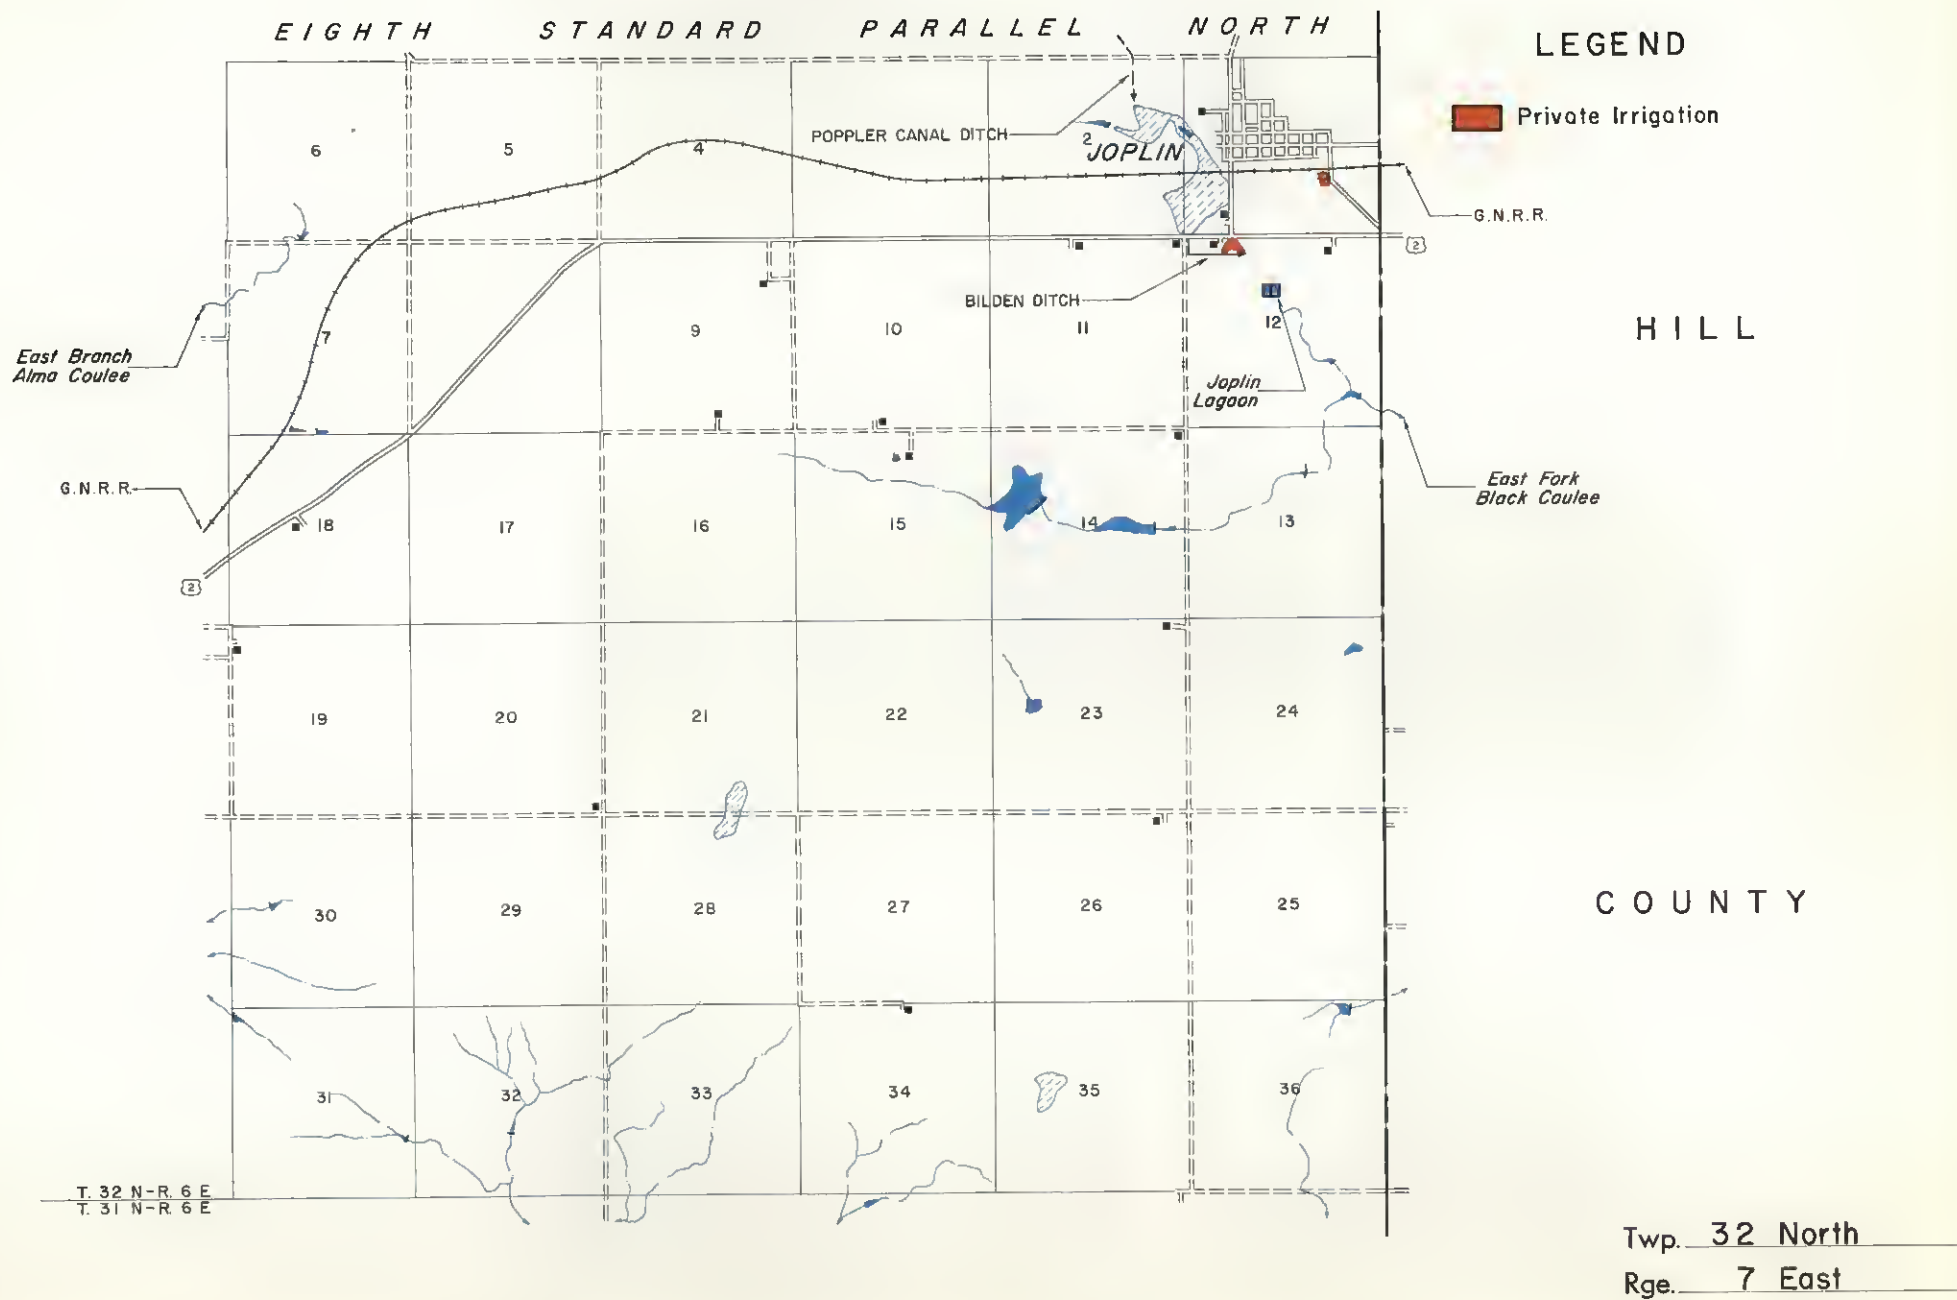 EIGHTH STANDARD PARALLEL NORTH
LEGEND
Private Irrigation
POPPLER CANAL DITCH
6 5 4 2
JOPLIN
G.N.R.R.
2
BILDEN DITCH
7 9 10 11 12
HILL
East Branch
Alma Coulee
Joplin
Lagoon
G.N.R.R.
East Fork
Black Coulee
18 17 16 15 14 13
2
19 20 21 22 23 24
30 29 28 27 26 25
COUNTY
31 32 33 34 35 36
T. 32 N-R. 6 E
T. 31 N-R. 6 E
Twp. 32 North
Rge. 7 East